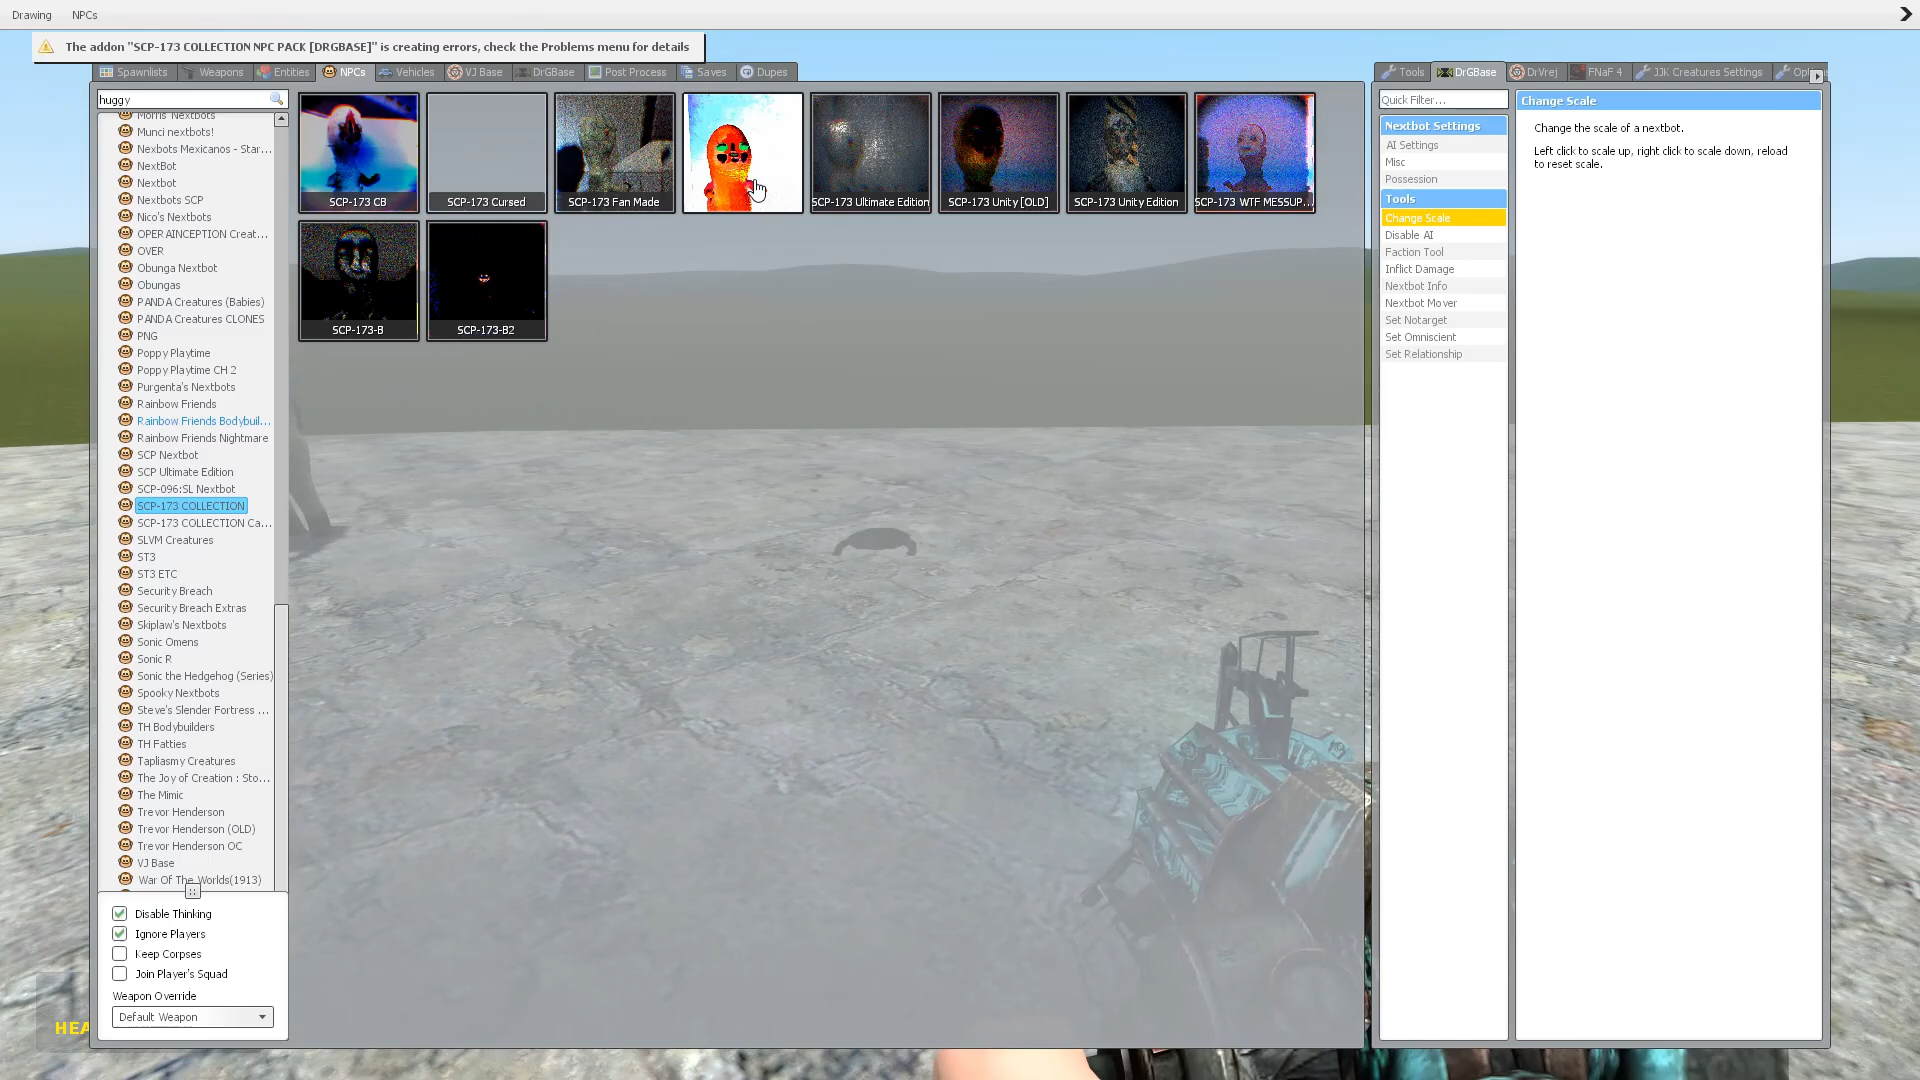 Drawing NPCs
The addon "SCP-173 COLLECTION NPC PACK [DRGBASE]" is creating errors, check the Problems menu for details
Spawnlists Weapons Entities NPCs Vehicles VJ Base DrGBase Post Process Saves Dupes
huggy
Munci nextbots!
Nexbots Mexicanos - Star...
NextBot
Nextbot
Nextbots SCP
Nico's Nextbots
OPERAINCEPTION Creat...
OVER
Obunga Nextbot
Obungas
PANDA Creatures (Babies)
PANDA Creatures CLONES
PNG
Poppy Playtime
Poppy Playtime CH 2
Purgenta's Nextbots
Rainbow Friends
Rainbow Friends Bodybuil...
Rainbow Friends Nightmare
SCP Nextbot
SCP Ultimate Edition
SCP-096:SL Nextbot
SCP-173 COLLECTION
SCP-173 COLLECTION Ca...
SLVM Creatures
ST3
ST3 ETC
Security Breach
Security Breach Extras
Skiplaw's Nextbots
Sonic Omens
Sonic R
Sonic the Hedgehog (Series)
Spooky Nextbots
Steve's Slender Fortress ...
TH Bodybuilders
TH Fatties
Tapliasmy Creatures
The Joy of Creation : Sto...
The Mimic
Trevor Henderson
Trevor Henderson (OLD)
Trevor Henderson OC
VJ Base
War Of The Worlds(1913)
Disable Thinking
Ignore Players
Keep Corpses
Join Player's Squad
Weapon Override
Default Weapon
SCP-173 CB
SCP-173 Cursed
SCP-173 Fan Made
SCP-173 Ultimate Edition
SCP-173 Unity [OLD]
SCP-173 Unity Edition
SCP-173 WTF MESSUP...
SCP-173-B
SCP-173-B2
Tools DrGBase DrVrej FNaF 4 JJK Creatures Settings
Quick Filter...
Nextbot Settings
AI Settings
Misc
Possession
Tools
Change Scale
Disable AI
Faction Tool
Inflict Damage
Nextbot Info
Nextbot Mover
Set Notarget
Set Omniscient
Set Relationship
Change Scale
Change the scale of a nextbot.
Left click to scale up, right click to scale down, reload
to reset scale.